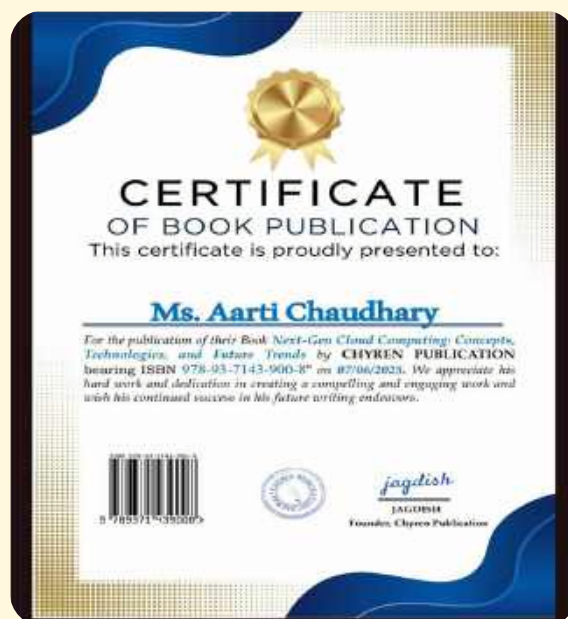 CERTIFICATE
OF BOOK PUBLICATION
This certificate is proudly presented to:
Ms. Aarti Chaudhary
For the publication of their Book Next-Gen Cloud Computing: Concepts,
Technologies, and Future Trends by CHYREN PUBLICATION
bearing ISBN 978-93-7143-900-8" on 07/06/2025. We appreciate his
hard work and dedication in creating a compelling and engaging work and
wish his continued success in his future writing endeavors.
9 789371 439008>
jagdish
JAGDISH
Founder, Chyren Publication